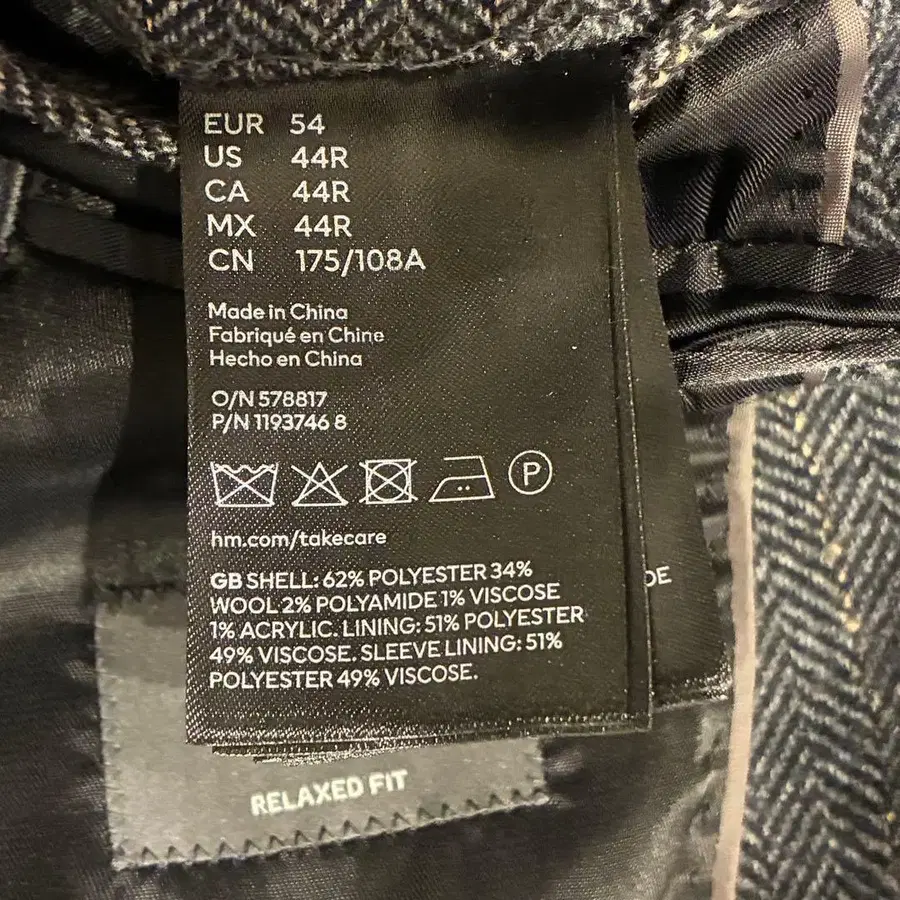 EUR 54
US 44R
CA 44R
MX 44R
CN 175/108A
Made in China
Fabriqué en Chine
Hecho en China
O/N 578817
P/N 1193746 8
P
hm.com/takecare
GB SHELL: 62% POLYESTER 34%
WOOL 2% POLYAMIDE 1% VISCOSE
1% ACRYLIC. LINING: 51% POLYESTER
49% VISCOSE. SLEEVE LINING: 51%
POLYESTER 49% VISCOSE.
DE
RELAXED FIT